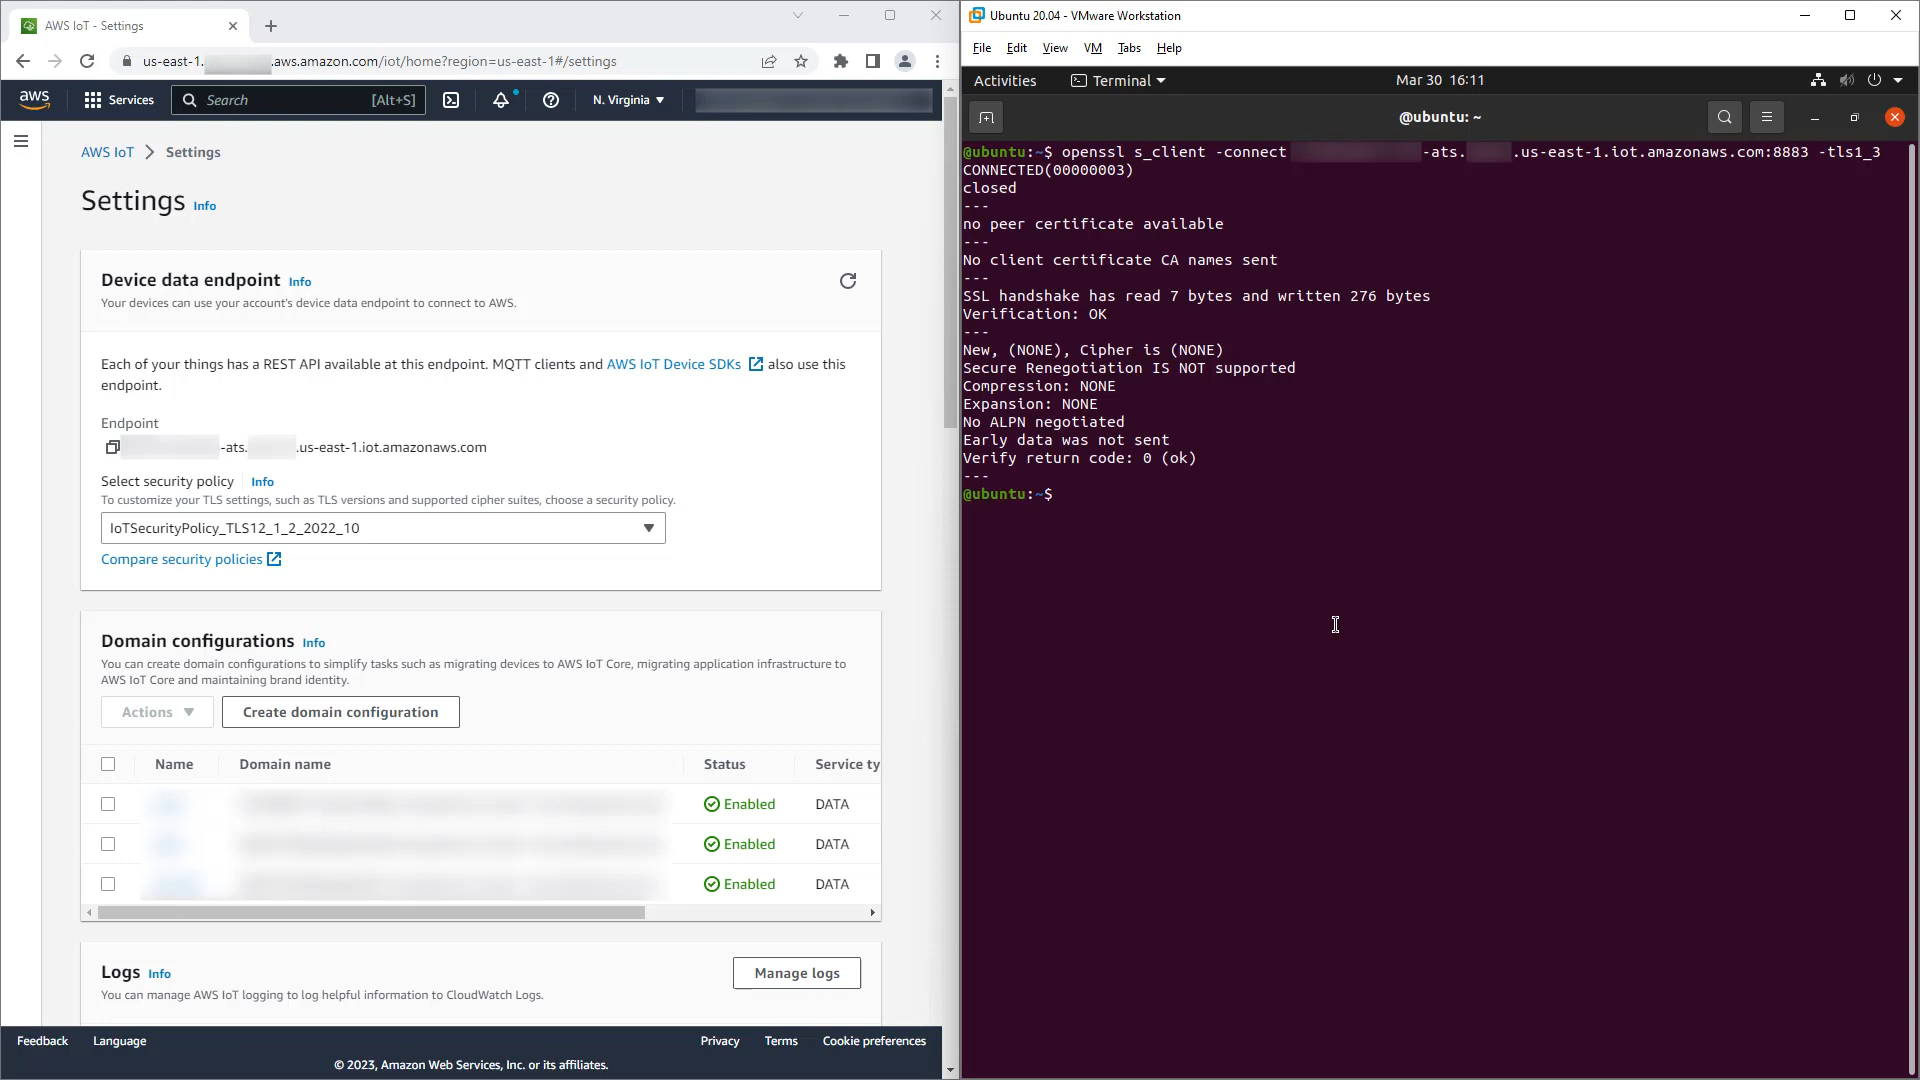 AWS IoT - Settings
us-east-1.
.aws.amazon.com/iot/home?region=us-east-1#/settings
aws
Services
Search
[Alt+S]
N. Virginia
AWS IoT
Settings
Settings Info
Device data endpoint Info
Your devices can use your account's device data endpoint to connect to AWS.
Each of your things has a REST API available at this endpoint. MQTT clients and AWS IoT Device SDKs also use this
endpoint.
Endpoint
-ats. .us-east-1.iot.amazonaws.com
Select security policy Info
To customize your TLS settings, such as TLS versions and supported cipher suites, choose a security policy.
IoTSecurityPolicy_TLS12_1_2_2022_10
Compare security policies
Domain configurations Info
You can create domain configurations to simplify tasks such as migrating devices to AWS IoT Core, migrating application infrastructure to
AWS IoT Core and maintaining brand identity.
Actions
Create domain configuration
Name Domain name Status Service ty
Enabled DATA
Enabled DATA
Enabled DATA
Logs Info
You can manage AWS IoT logging to log helpful information to CloudWatch Logs.
Manage logs
Feedback Language Privacy Terms Cookie preferences
© 2023, Amazon Web Services, Inc. or its affiliates.
Ubuntu 20.04 - VMware Workstation
File Edit View VM Tabs Help
Activities Terminal Mar 30 16:11
@ubuntu: ~
@ubuntu:~$ openssl s_client -connect -ats. .us-east-1.iot.amazonaws.com:8883 -tls1_3
CONNECTED(00000003)
closed
---
no peer certificate available
---
No client certificate CA names sent
---
SSL handshake has read 7 bytes and written 276 bytes
Verification: OK
---
New, (NONE), Cipher is (NONE)
Secure Renegotiation IS NOT supported
Compression: NONE
Expansion: NONE
No ALPN negotiated
Early data was not sent
Verify return code: 0 (ok)
---
@ubuntu:~$